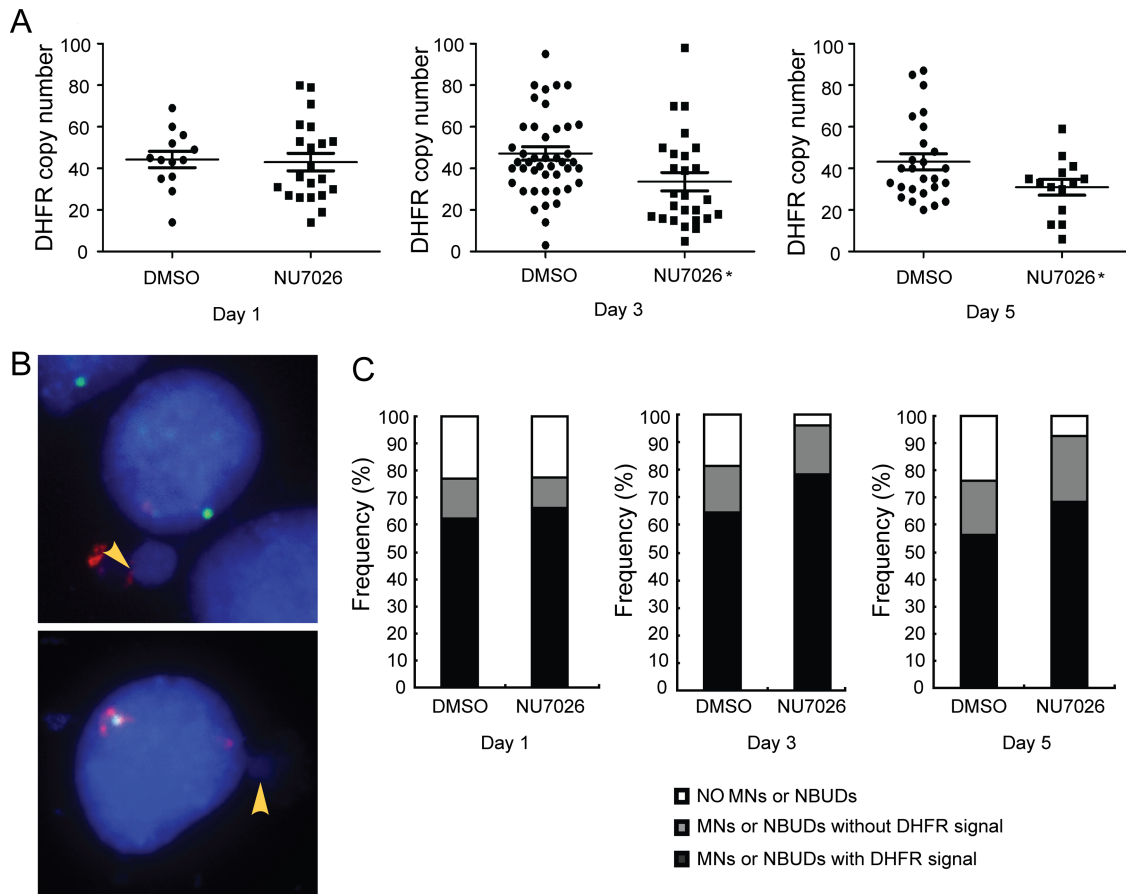 A
DHFR copy number
100
80
60
40
20
0
DMSO
NU7026
Day 1
DHFR copy number
100
80
60
40
20
0
DMSO
NU7026*
Day 3
DHFR copy number
100
80
60
40
20
0
DMSO
NU7026*
Day 5
B
C
Frequency (%)
100
90
80
70
60
50
40
30
20
10
0
DMSO
NU7026
Day 1
Frequency (%)
100
90
80
70
60
50
40
30
20
10
0
DMSO
NU7026
Day 3
Frequency (%)
100
90
80
70
60
50
40
30
20
10
0
DMSO
NU7026
Day 5
NO MNs or NBUDs
MNs or NBUDs without DHFR signal
MNs or NBUDs with DHFR signal